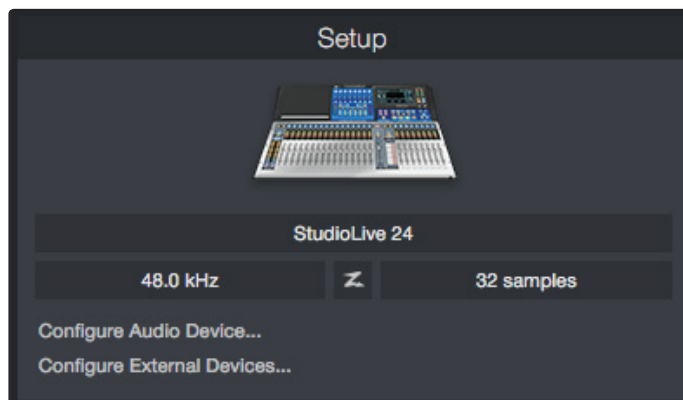 Setup
StudioLive 24
48.0 kHz Z 32 samples
Configure Audio Device...
Configure External Devices...